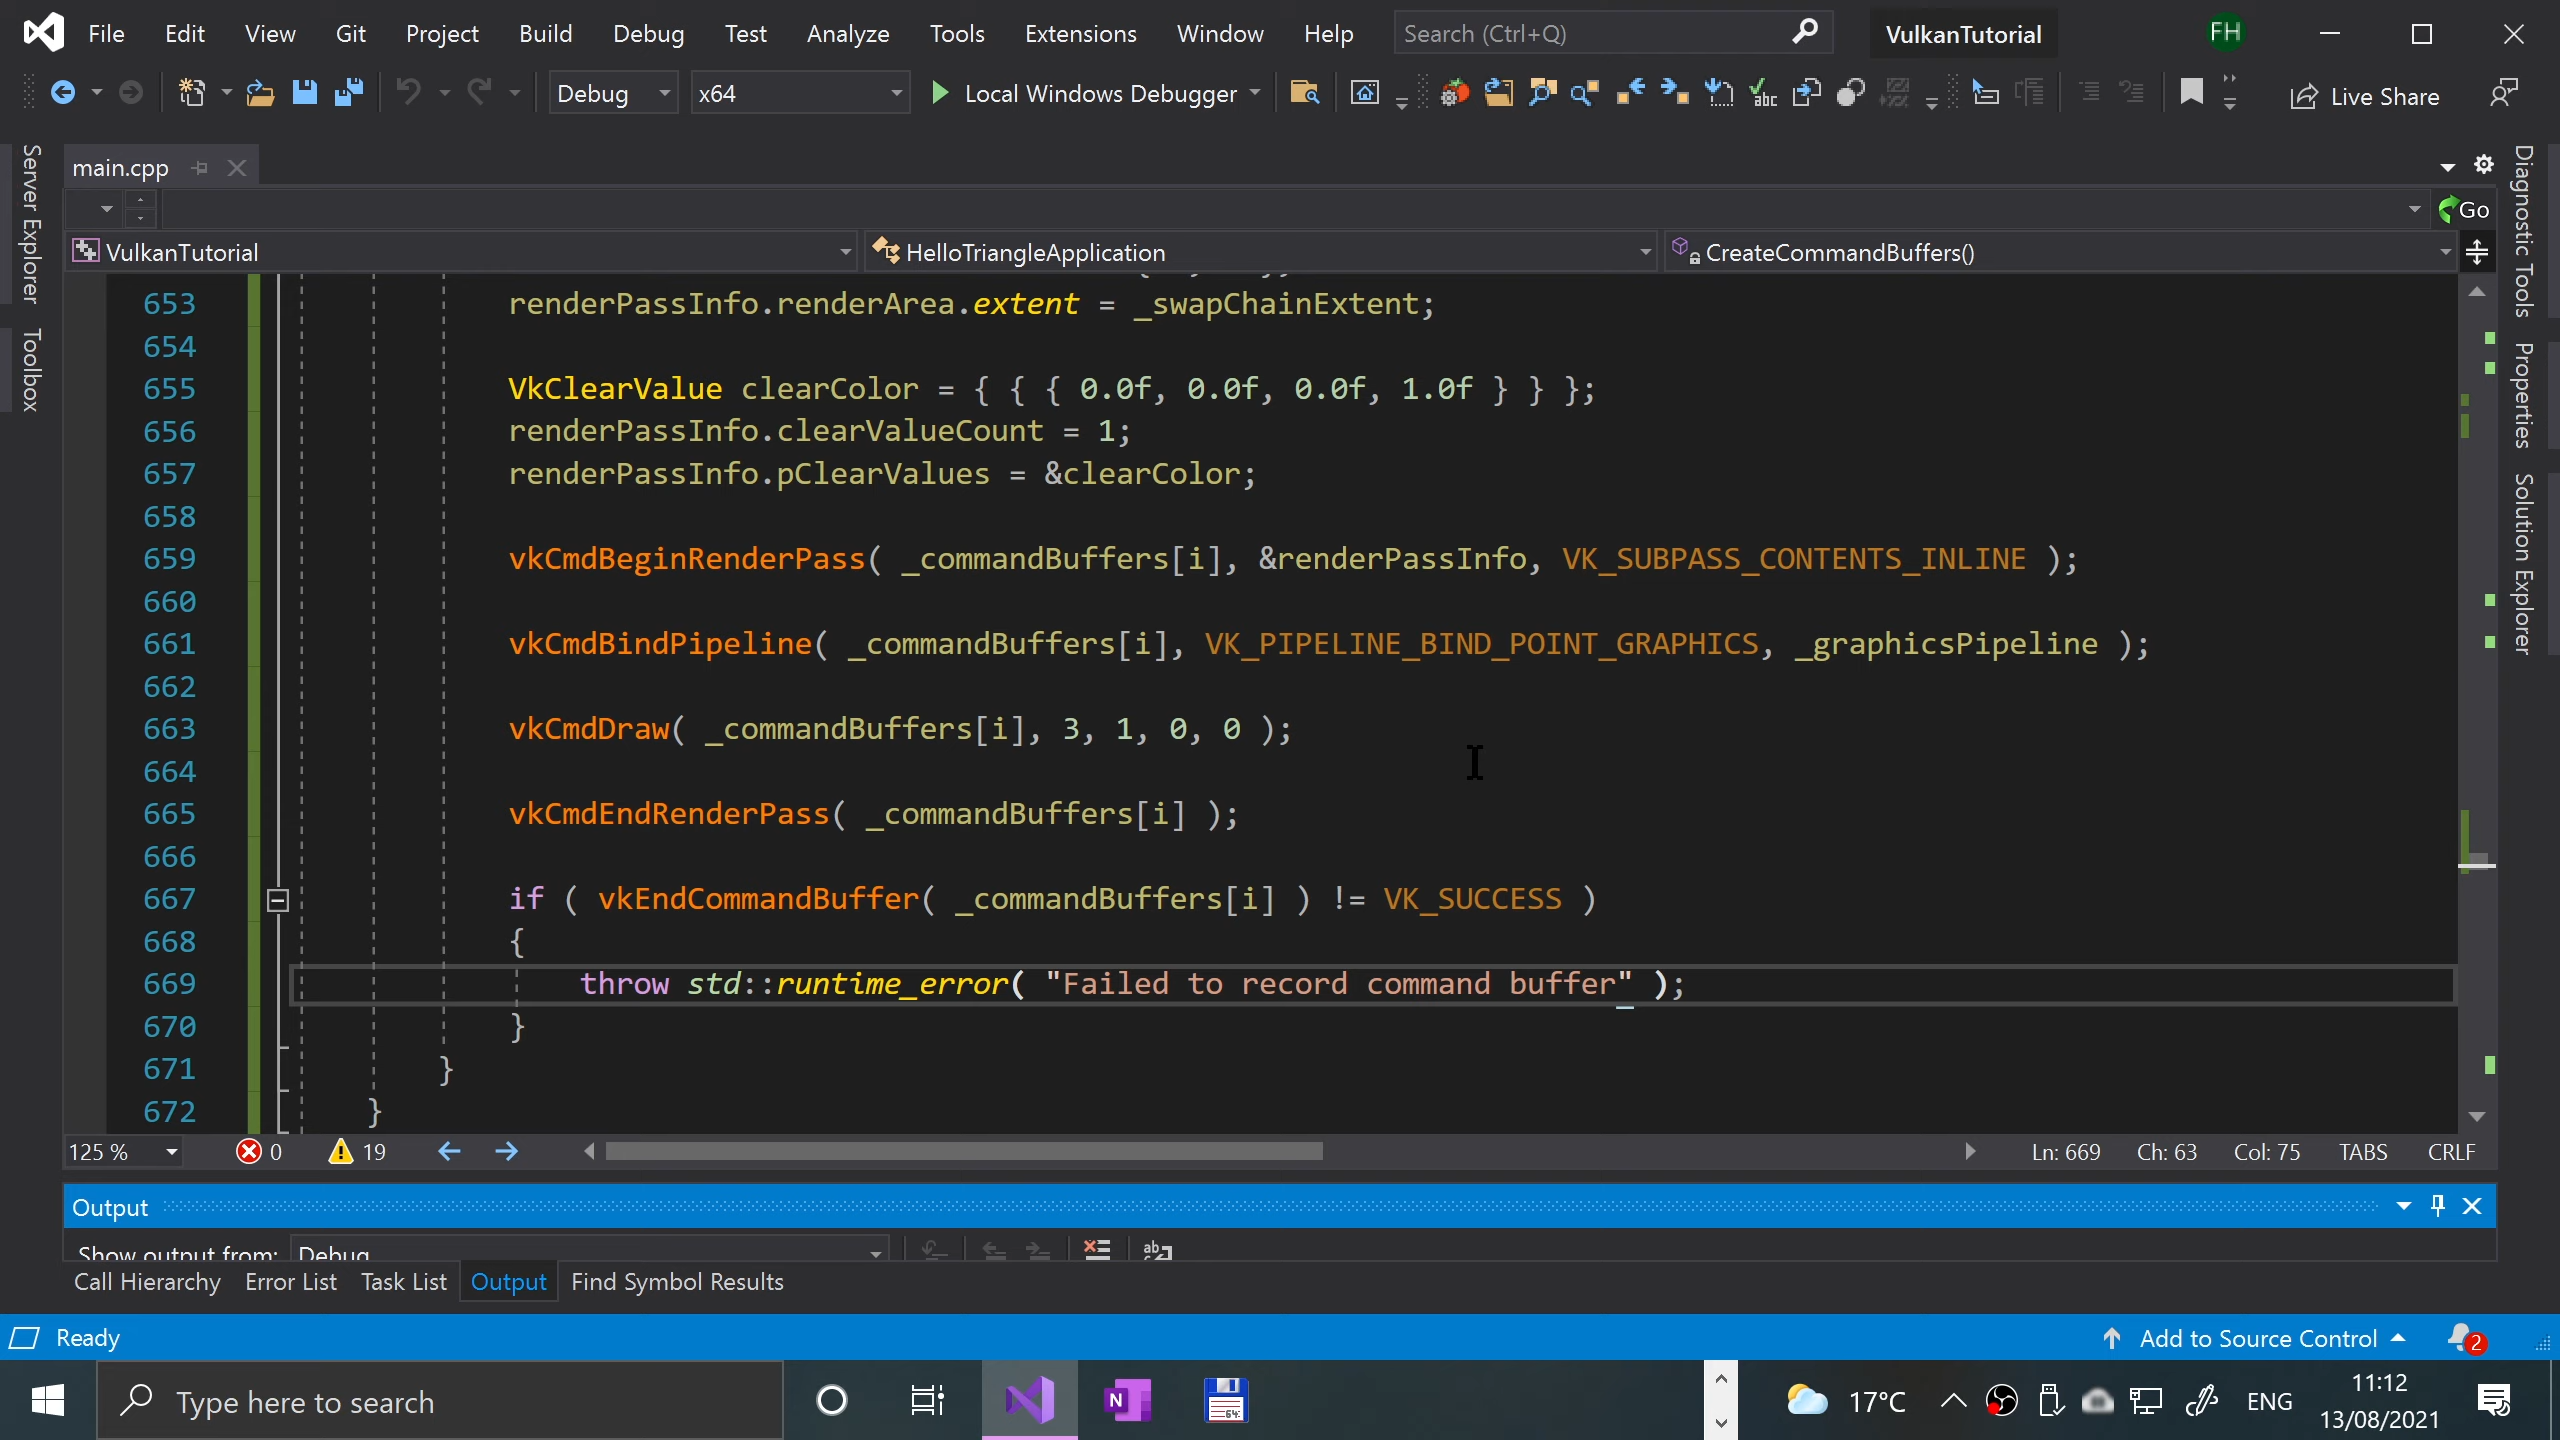 File Edit View Git Project Build Debug Test Analyze Tools Extensions Window Help Search (Ctrl+Q) VulkanTutorial FH
Debug x64 Local Windows Debugger Live Share
Server Explorer
Toolbox
main.cpp
Go
VulkanTutorial HelloTriangleApplication CreateCommandBuffers()
653 renderPassInfo.renderArea.extent = _swapChainExtent;
654
655 VkClearValue clearColor = { { { 0.0f, 0.0f, 0.0f, 1.0f } } };
656 renderPassInfo.clearValueCount = 1;
657 renderPassInfo.pClearValues = &clearColor;
658
659 vkCmdBeginRenderPass( _commandBuffers[i], &renderPassInfo, VK_SUBPASS_CONTENTS_INLINE );
660
661 vkCmdBindPipeline( _commandBuffers[i], VK_PIPELINE_BIND_POINT_GRAPHICS, _graphicsPipeline );
662
663 vkCmdDraw( _commandBuffers[i], 3, 1, 0, 0 );
664
665 vkCmdEndRenderPass( _commandBuffers[i] );
666
667 if ( vkEndCommandBuffer( _commandBuffers[i] ) != VK_SUCCESS )
668 {
669 throw std::runtime_error( "Failed to record command buffer" );
670 }
671 }
672 }
Diagnostic Tools
Properties
Solution Explorer
125 % 0 19 Ln: 669 Ch: 63 Col: 75 TABS CRLF
Output
Show output from: Debug
Call Hierarchy Error List Task List Output Find Symbol Results
Ready Add to Source Control 2
Type here to search N 64 17°C ENG 11:12
13/08/2021